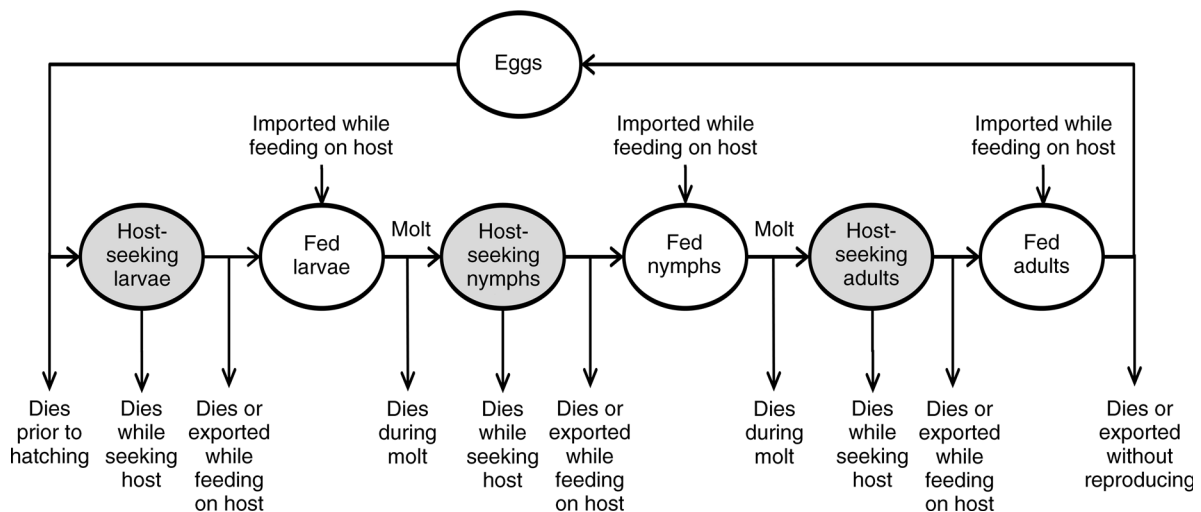 Eggs
Imported while
feeding on host
Imported while
feeding on host
Imported while
feeding on host
Host-
seeking
larvae
Fed
larvae
Molt
Host-
seeking
nymphs
Fed
nymphs
Molt
Host-
seeking
adults
Fed
adults
Dies
prior to
hatching
Dies
while
seeking
host
Dies or
exported
while
feeding
on host
Dies
during
molt
Dies
while
seeking
host
Dies or
exported
while
feeding
on host
Dies
during
molt
Dies
while
seeking
host
Dies or
exported
while
feeding
on host
Dies or
exported
without
reproducing